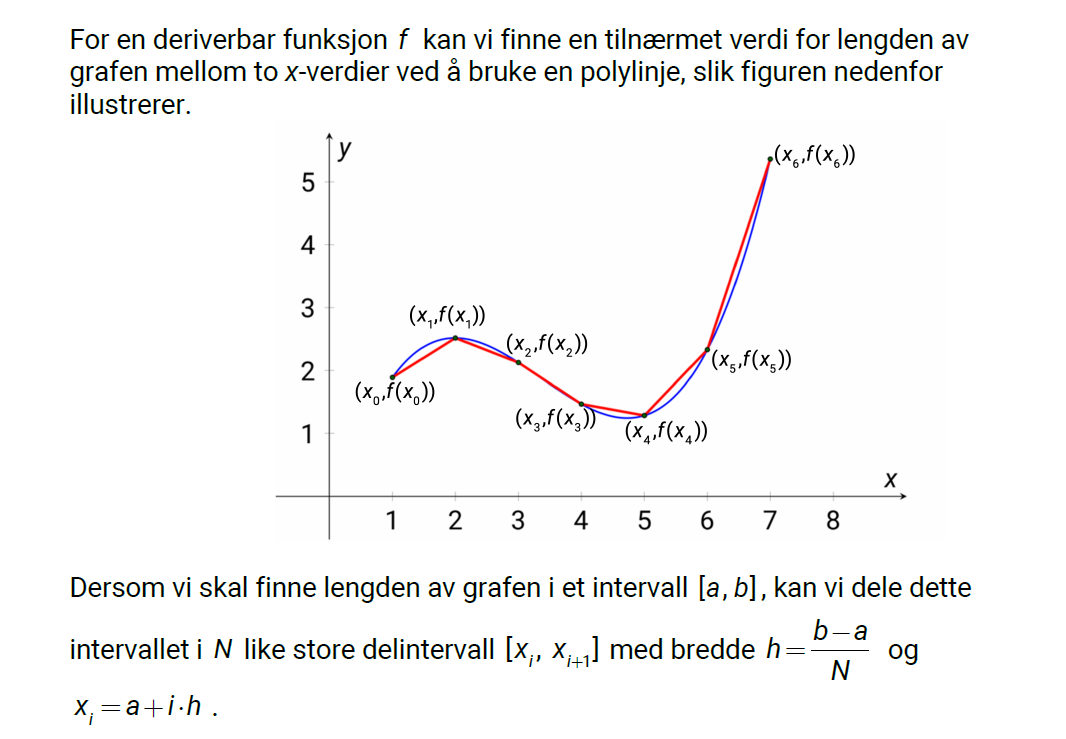 For en deriverbar funksjon f kan vi finne en tilnærmet verdi for lengden av
grafen mellom to x-verdier ved å bruke en polylinje, slik figuren nedenfor
illustrerer.
y
(x₆,f(x₆))
5
4
3
(x₁,f(x₁))
(x₂,f(x₂))
2
(x₅,f(x₅))
(x₀,f(x₀))
(x₃,f(x₃))
1
(x₄,f(x₄))
x
1 2 3 4 5 6 7 8
Dersom vi skal finne lengden av grafen i et intervall [a, b], kan vi dele dette
intervallet i N like store delintervall [xᵢ, xᵢ₊₁] med bredde h = (b−a)/N og
xᵢ = a+i·h .